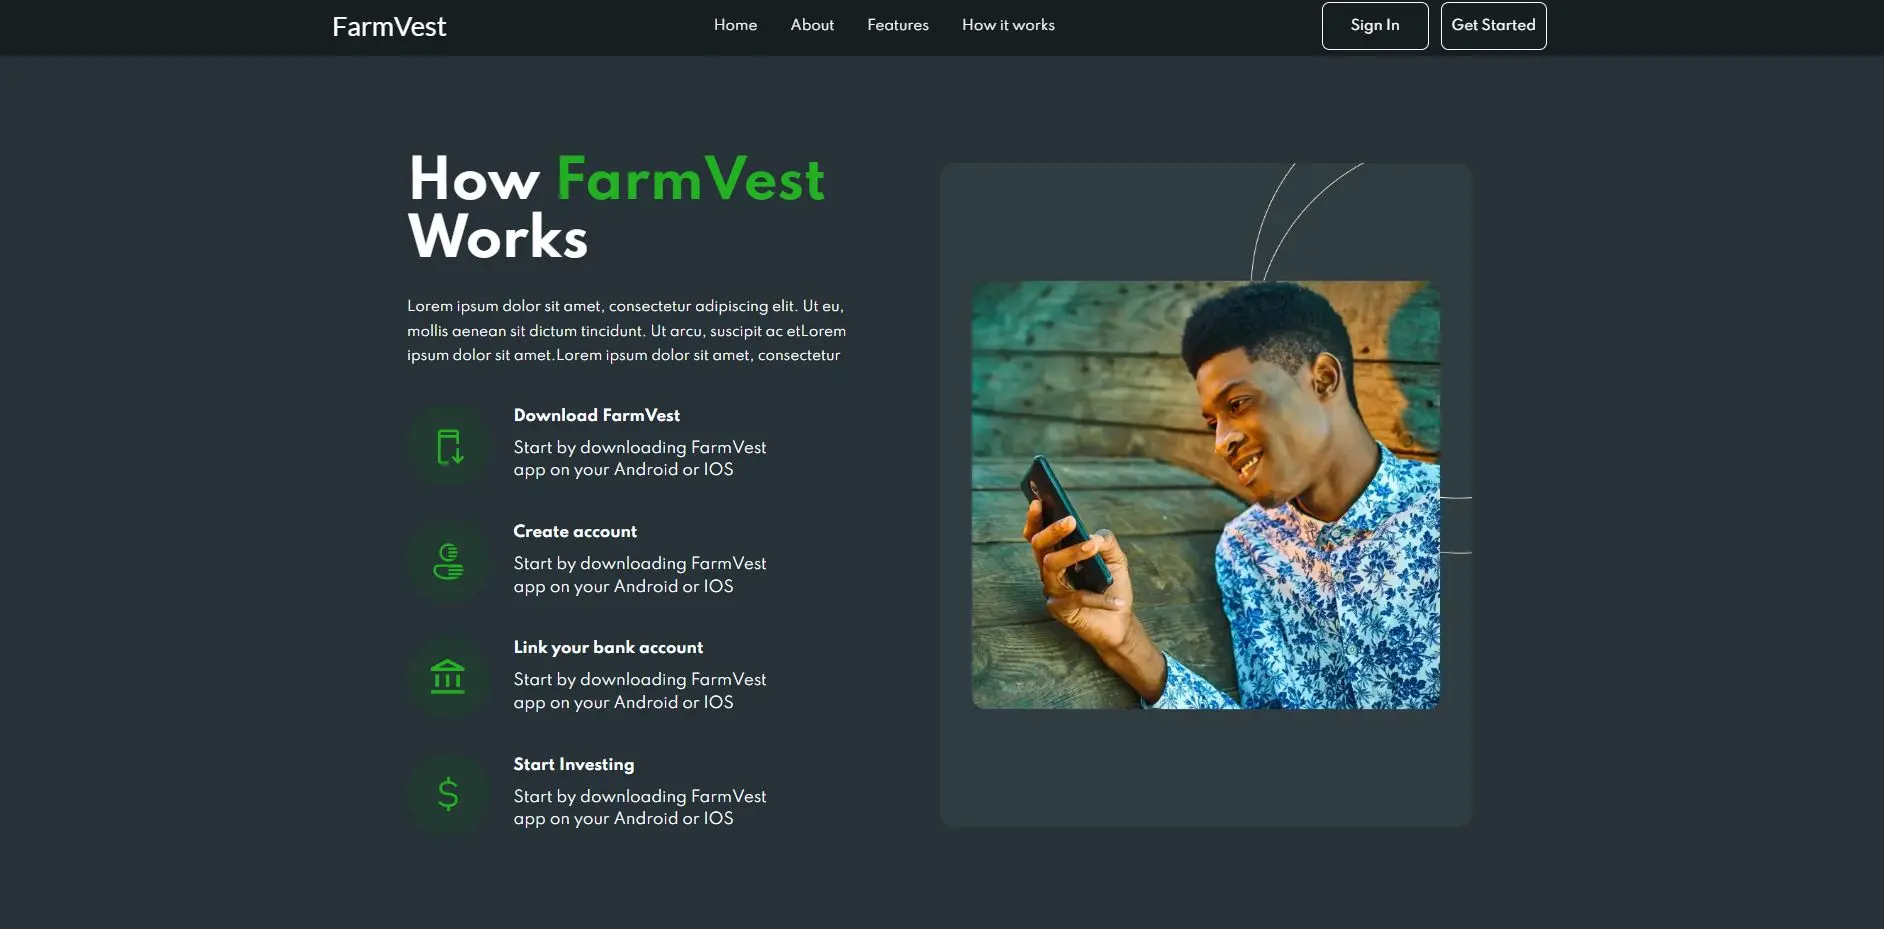 FarmVest
Home
About
Features
How it works
Sign In
Get Started
How FarmVest
Works
Lorem ipsum dolor sit amet, consectetur adipiscing elit. Ut eu,
mollis aenean sit dictum tincidunt. Ut arcu, suscipit ac etLorem
ipsum dolor sit amet.Lorem ipsum dolor sit amet, consectetur
Download FarmVest
Start by downloading FarmVest
app on your Android or IOS
Create account
Start by downloading FarmVest
app on your Android or IOS
Link your bank account
Start by downloading FarmVest
app on your Android or IOS
Start Investing
Start by downloading FarmVest
app on your Android or IOS